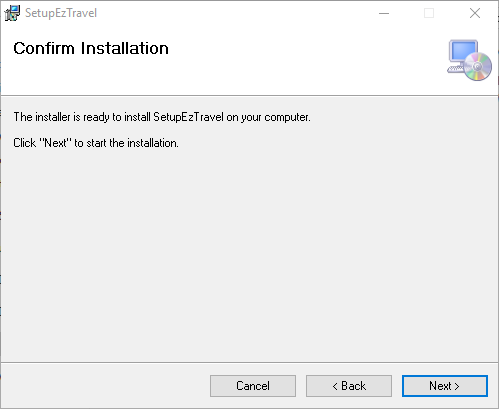 SetupEzTravel
Confirm Installation
The installer is ready to install SetupEzTravel on your computer.
Click "Next" to start the installation.
Cancel
< Back
Next >